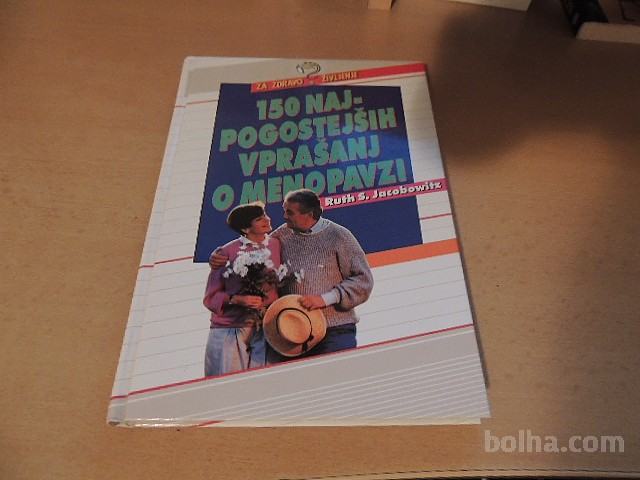 ZA ZDRAVO ŽIVLJENJE
150 NAJ-
POGOSTEJŠIH
VPRAŠANJ
O MENOPAVZI
Ruth S. Jacobowitz
bolha.com